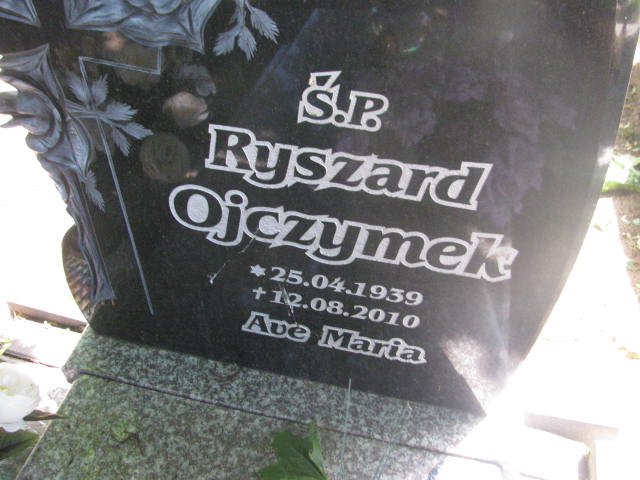 Ś.P.
Ryszard
Ojczymek
*25.04.1939
†12.08.2010
Ave Maria